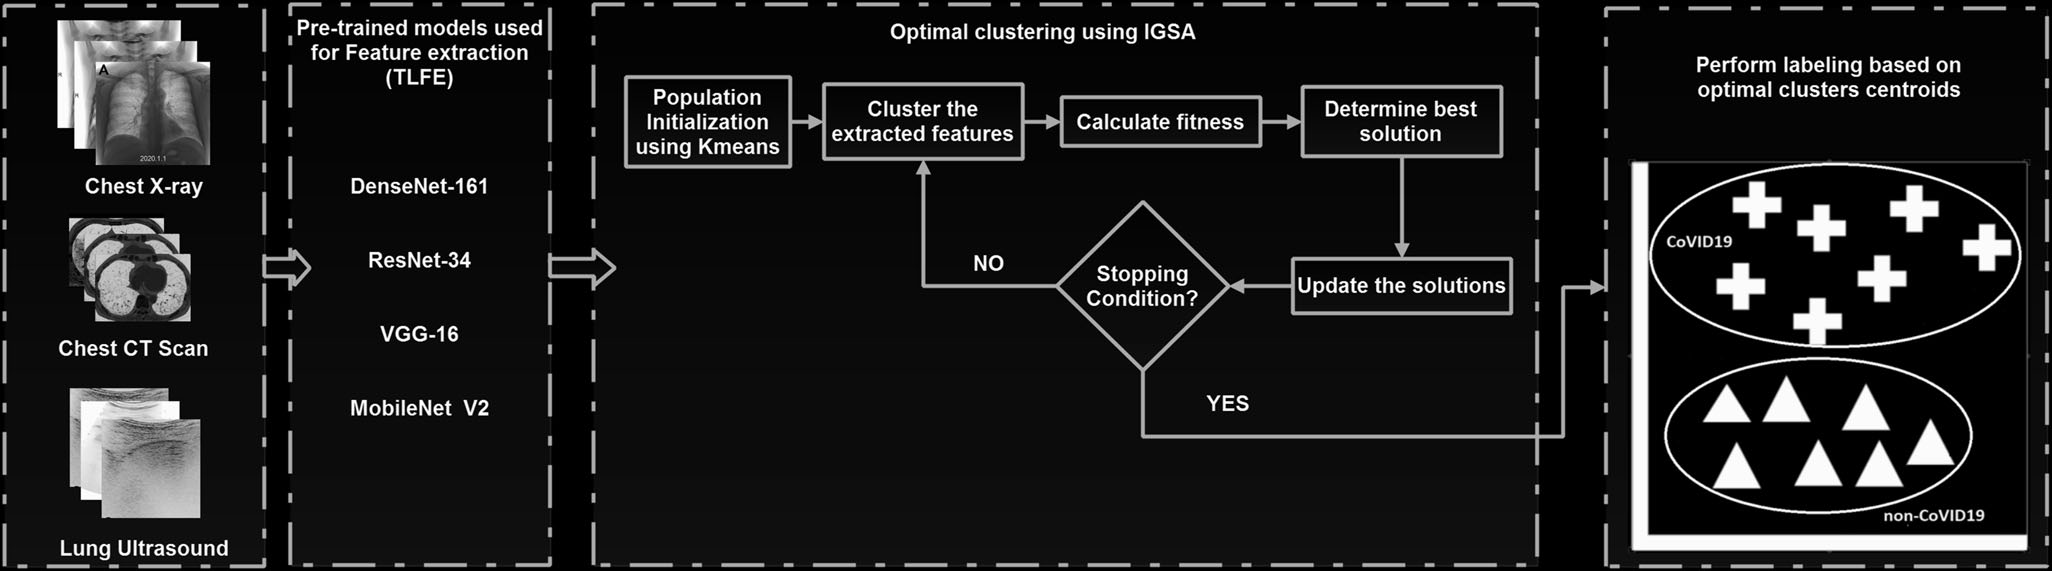 A
2020.1.1
Chest X-ray
Chest CT Scan
Lung Ultrasound
Pre-trained models used
for Feature extraction
(TLFE)
DenseNet-161
ResNet-34
VGG-16
MobileNet V2
Optimal clustering using IGSA
Population
Initialization
using Kmeans
Cluster the
extracted features
Calculate fitness
Determine best
solution
Update the solutions
Stopping
Condition?
NO
YES
Perform labeling based on
optimal clusters centroids
CoVID19
non-CoVID19